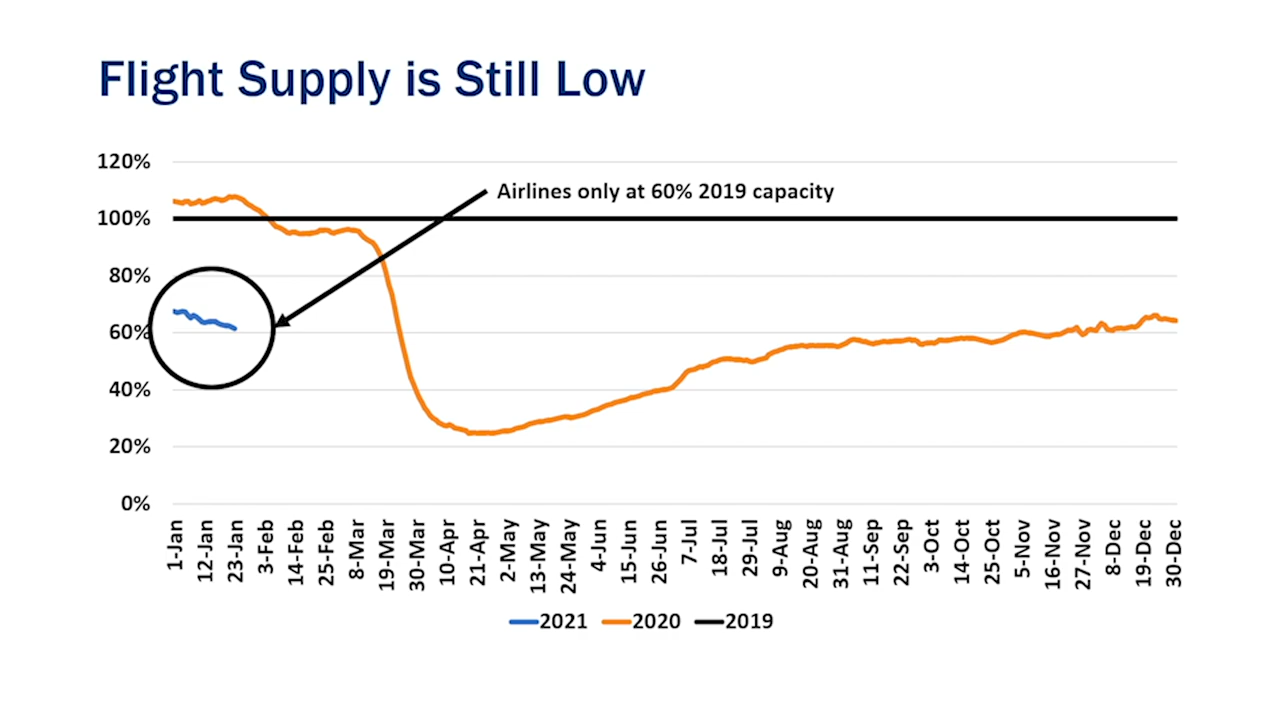 Flight Supply is Still Low
120%
Airlines only at 60% 2019 capacity
100%
80%
60%
40%
20%
0%
1-Jan
12-Jan
23-Jan
3-Feb
14-Feb
25-Feb
8-Mar
19-Mar
30-Mar
10-Apr
21-Apr
2-May
13-May
24-May
4-Jun
15-Jun
26-Jun
7-Jul
18-Jul
29-Jul
9-Aug
20-Aug
31-Aug
11-Sep
22-Sep
3-Oct
14-Oct
25-Oct
5-Nov
16-Nov
27-Nov
8-Dec
19-Dec
30-Dec
2021 2020 2019